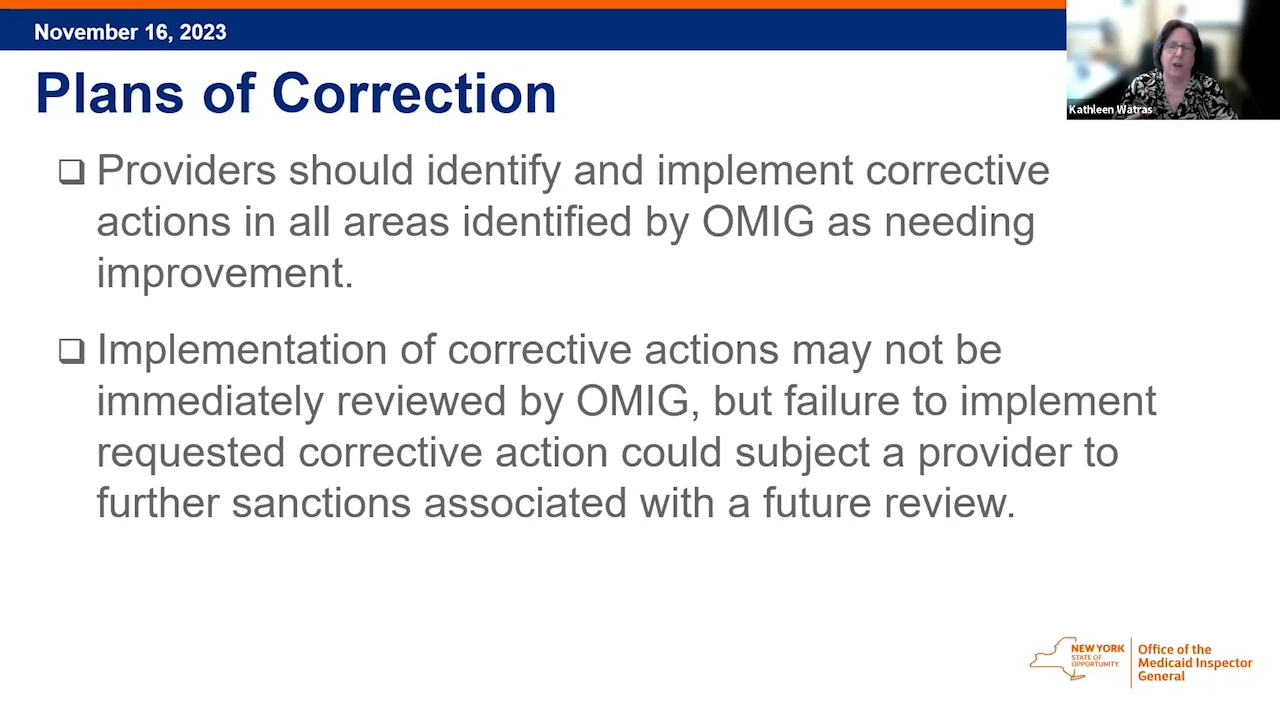 November 16, 2023
Kathleen Watras
Plans of Correction
Providers should identify and implement corrective
actions in all areas identified by OMIG as needing
improvement.
Implementation of corrective actions may not be
immediately reviewed by OMIG, but failure to implement
requested corrective action could subject a provider to
further sanctions associated with a future review.
NEW YORK
STATE OF
OPPORTUNITY.
Office of the
Medicaid Inspector
General